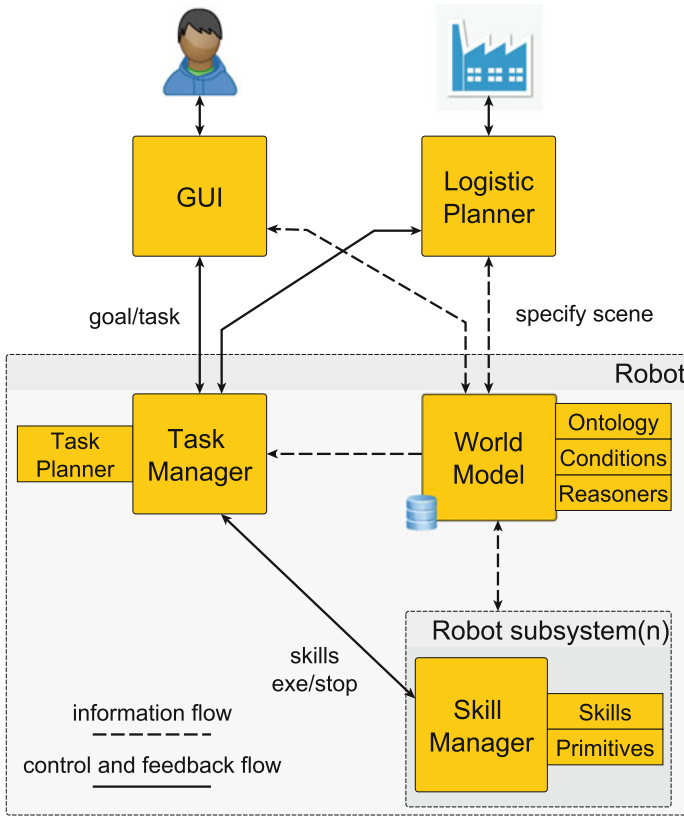 GUI
Logistic
Planner
goal/task
specify scene
Robot
Task
Planner
Task
Manager
World
Model
Ontology
Conditions
Reasoners
Robot subsystem(n)
skills
exe/stop
Skill
Manager
Skills
Primitives
information flow
control and feedback flow